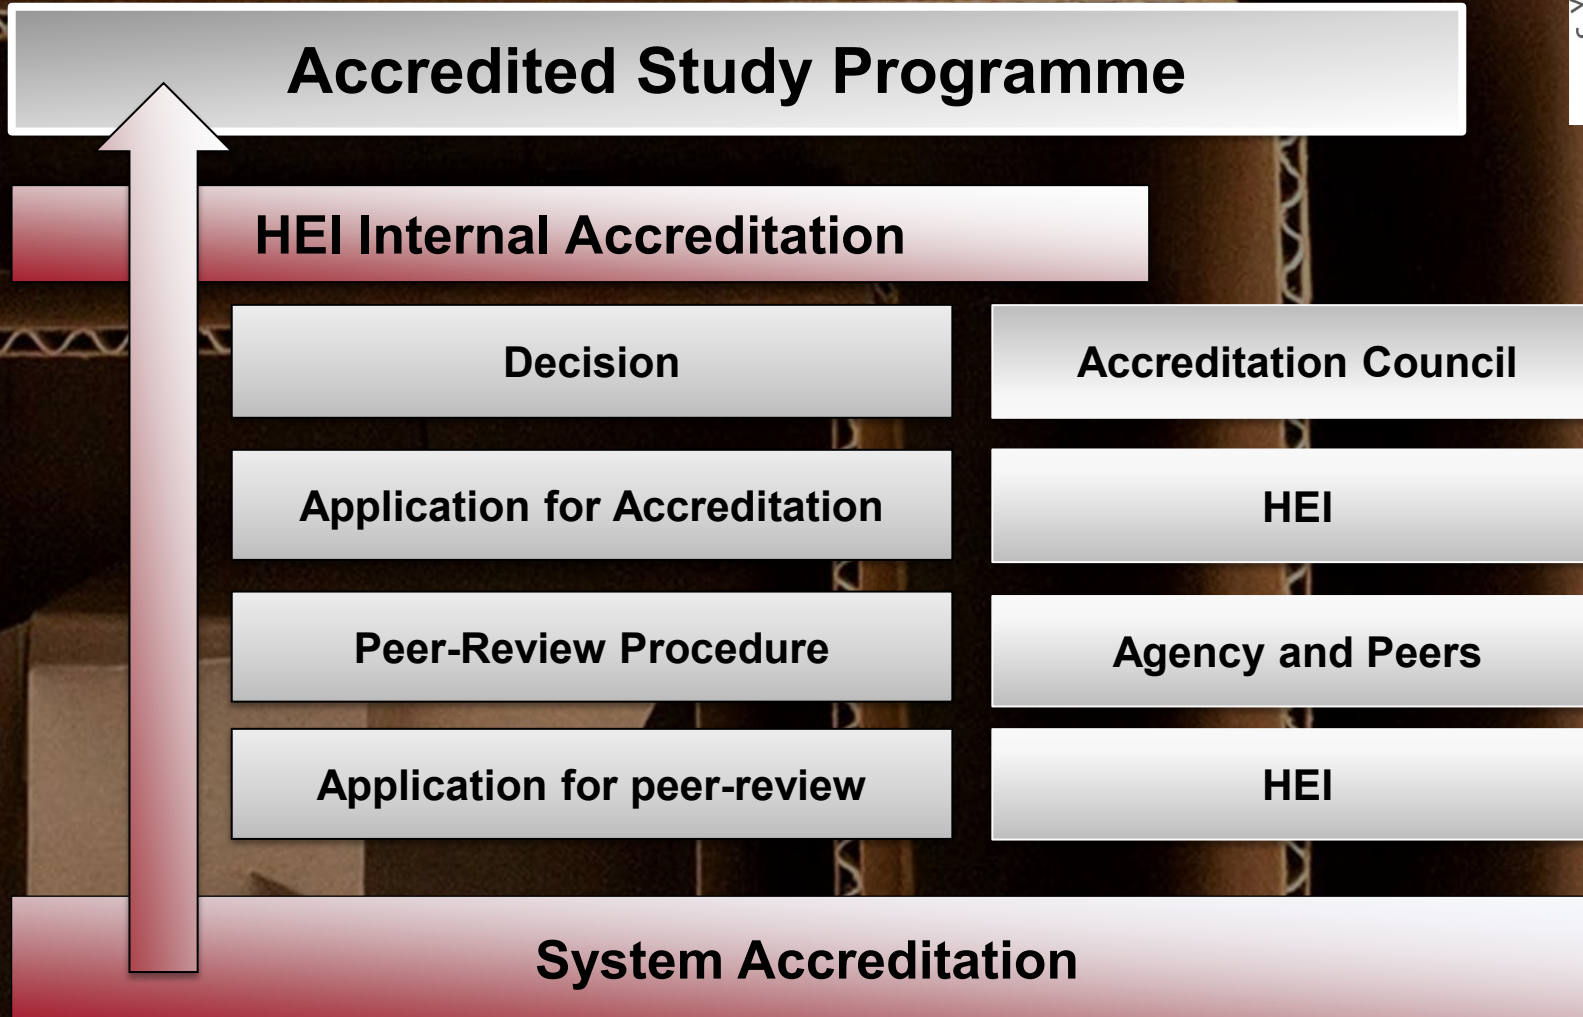 Accredited Study Programme
HEI Internal Accreditation
Decision
Accreditation Council
Application for Accreditation
HEI
Peer-Review Procedure
Agency and Peers
Application for peer-review
HEI
System Accreditation